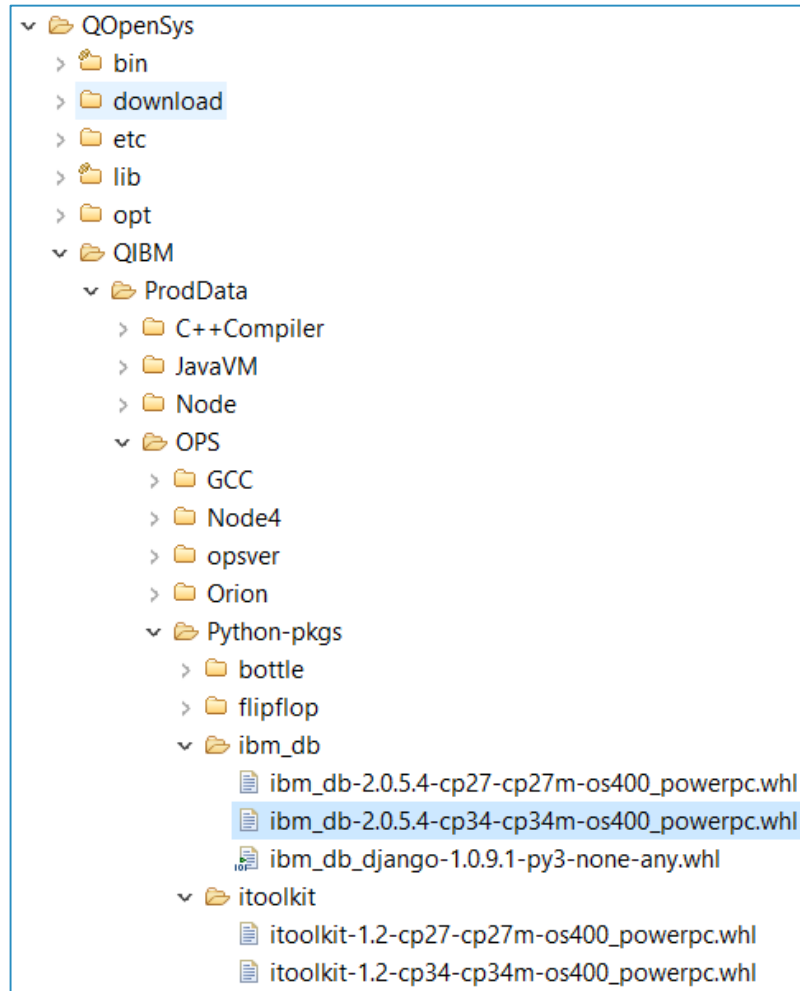 QOpenSys
bin
download
etc
lib
opt
QIBM
ProdData
C++Compiler
JavaVM
Node
OPS
GCC
Node4
opsver
Orion
Python-pkgs
bottle
flipflop
ibm_db
ibm_db-2.0.5.4-cp27-cp27m-os400_powerpc.whl
ibm_db-2.0.5.4-cp34-cp34m-os400_powerpc.whl
ibm_db_django-1.0.9.1-py3-none-any.whl
itoolkit
itoolkit-1.2-cp27-cp27m-os400_powerpc.whl
itoolkit-1.2-cp34-cp34m-os400_powerpc.whl